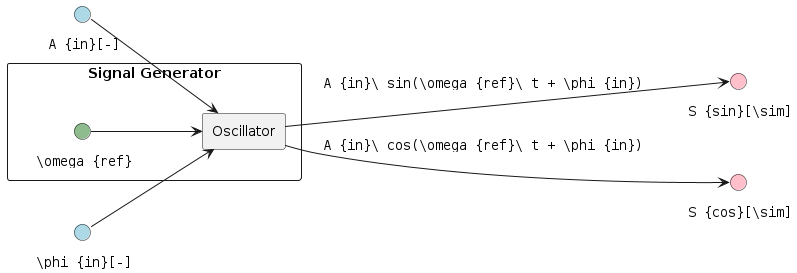 A {in}[-]
Signal Generator
A {in}\ sin(\omega {ref}\ t + \phi {in})
S {sin}[\sim]
Oscillator
\omega {ref}
A {in}\ cos(\omega {ref}\ t + \phi {in})
S {cos}[\sim]
\phi {in}[-]